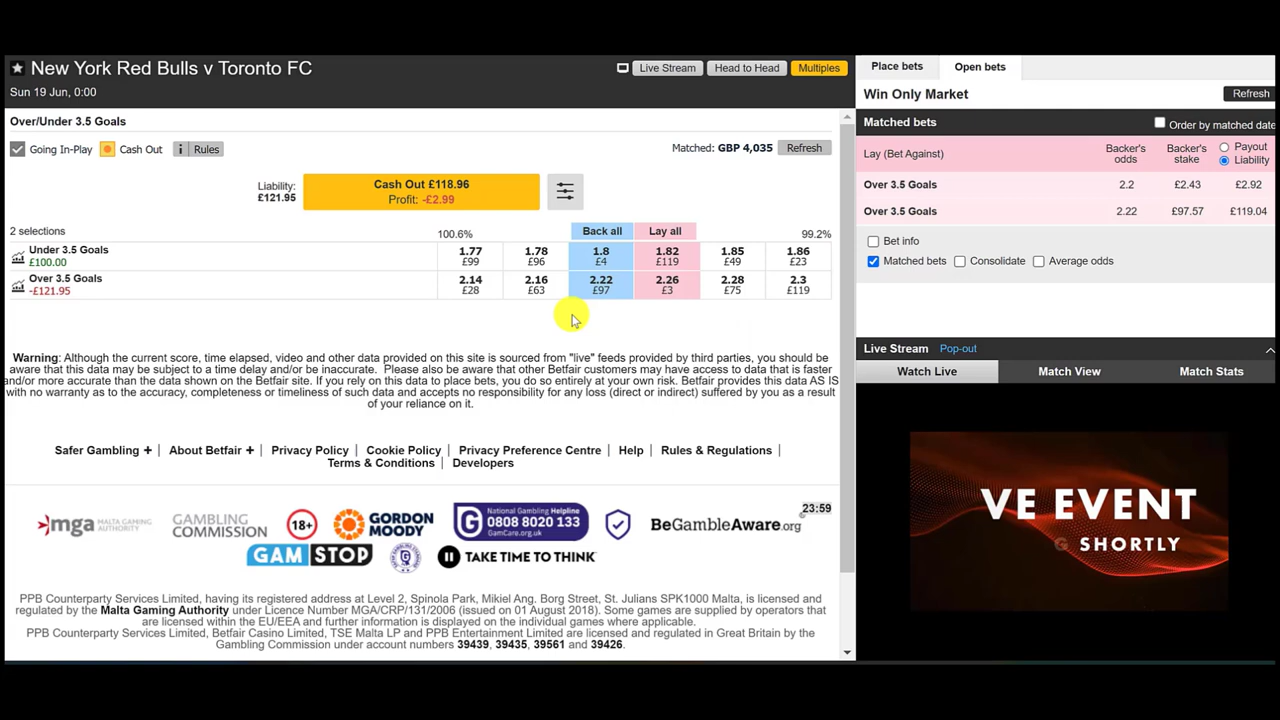 New York Red Bulls v Toronto FC
Live Stream
Head to Head
Multiples
Sun 19 Jun, 0:00
Over/Under 3.5 Goals
Going In-Play
Cash Out
i
Rules
Matched: GBP 4,035
Refresh
Liability:
£121.95
Cash Out £118.96
Profit: -£2.99
2 selections
100.6%
Back all
Lay all
99.2%
Under 3.5 Goals
£100.00
1.77
£99
1.78
£96
1.8
£4
1.82
£119
1.85
£49
1.86
£23
Over 3.5 Goals
-£121.95
2.14
£28
2.16
£63
2.22
£97
2.26
£3
2.28
£75
2.3
£119
Warning: Although the current score, time elapsed, video and other data provided on this site is sourced from "live" feeds provided by third parties, you should be
aware that this data may be subject to a time delay and/or be inaccurate. Please also be aware that other Betfair customers may have access to data that is faster
and/or more accurate than the data shown on the Betfair site. If you rely on this data to place bets, you do so entirely at your own risk. Betfair provides this data AS IS
with no warranty as to the accuracy, completeness or timeliness of such data and accepts no responsibility for any loss (direct or indirect) suffered by you as a result
of your reliance on it.
Safer Gambling + | About Betfair + | Privacy Policy | Cookie Policy | Privacy Preference Centre | Help | Rules & Regulations |
Terms & Conditions | Developers
mga MALTA GAMING AUTHORITY
GAMBLING COMMISSION
18+
GORDON MOODY
National Gambling Helpline
0808 8020 133
GamCare.org.uk
BeGambleAware.org
23:59
GAMSTOP
TAKE TIME TO THINK
PPB Counterparty Services Limited, having its registered address at Level 2, Spinola Park, Mikiel Ang. Borg Street, St. Julians SPK1000 Malta, is licensed and
regulated by the Malta Gaming Authority under Licence Number MGA/CRP/131/2006 (issued on 01 August 2018). Some games are supplied by operators that
are licensed within the EU/EEA and further information is displayed on the individual games where applicable.
PPB Counterparty Services Limited, Betfair Casino Limited, TSE Malta LP and PPB Entertainment Limited are licensed and regulated in Great Britain by the
Gambling Commission under account numbers 39439, 39435, 39561 and 39426.
Place bets
Open bets
Win Only Market
Refresh
Matched bets
Order by matched date
Lay (Bet Against)
Backer's odds
Backer's stake
Payout
Liability
Over 3.5 Goals 2.2 £2.43 £2.92
Over 3.5 Goals 2.22 £97.57 £119.04
Bet info
Matched bets
Consolidate
Average odds
Live Stream
Pop-out
Watch Live
Match View
Match Stats
VE EVENT
G SHORTLY